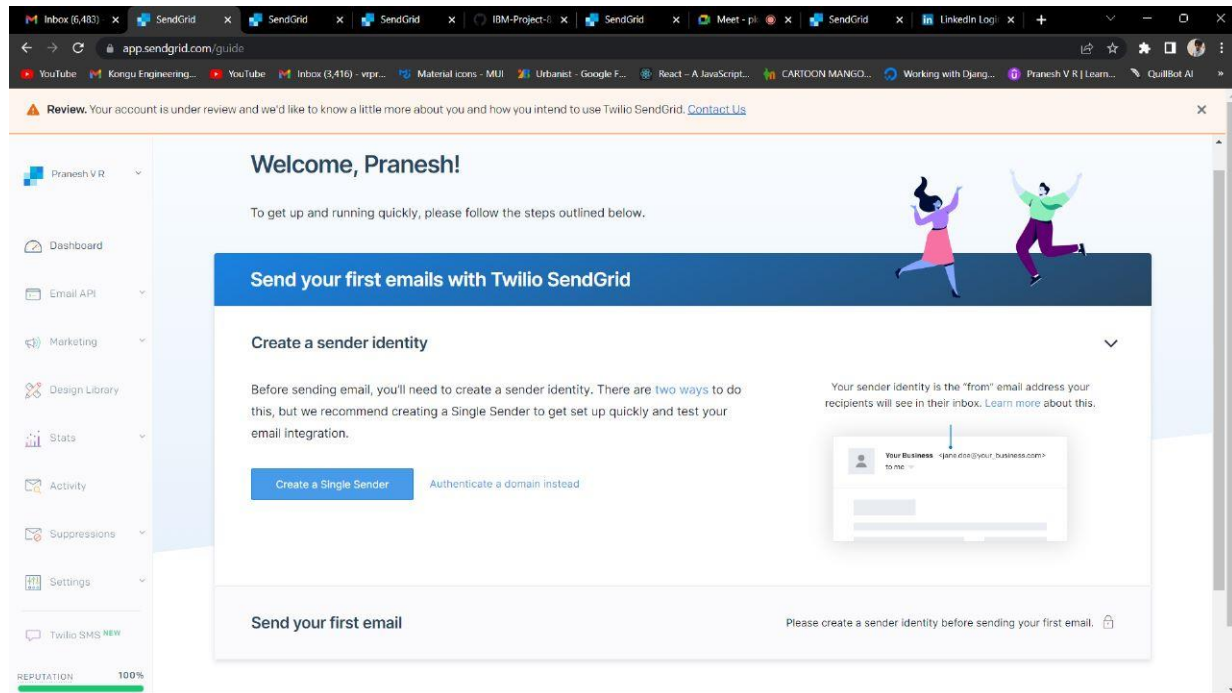 Inbox (6,483)
SendGrid
SendGrid
SendGrid
IBM-Project-8
SendGrid
Meet - pk
SendGrid
LinkedIn Logi
app.sendgrid.com/guide
YouTube
Kongu Engineering...
YouTube
Inbox (3,416) - vrpr...
Material icons - MUI
Urbanist - Google F...
React – A JavaScript...
CARTOON MANGO...
Working with Djang...
Pranesh V R | Learn...
QuillBot AI
»
Review. Your account is under review and we'd like to know a little more about you and how you intend to use Twilio SendGrid. Contact Us
Pranesh V R
Dashboard
Email API
Marketing
Design Library
Stats
Activity
Suppressions
Settings
Twilio SMS NEW
REPUTATION 100%
Welcome, Pranesh!
To get up and running quickly, please follow the steps outlined below.
Send your first emails with Twilio SendGrid
Create a sender identity
Before sending email, you'll need to create a sender identity. There are two ways to do
this, but we recommend creating a Single Sender to get set up quickly and test your
email integration.
Create a Single Sender
Authenticate a domain instead
Your sender identity is the "from" email address your
recipients will see in their inbox. Learn more about this.
Your Business <jane.doe@your_business.com>
to me
Send your first email
Please create a sender identity before sending your first email.